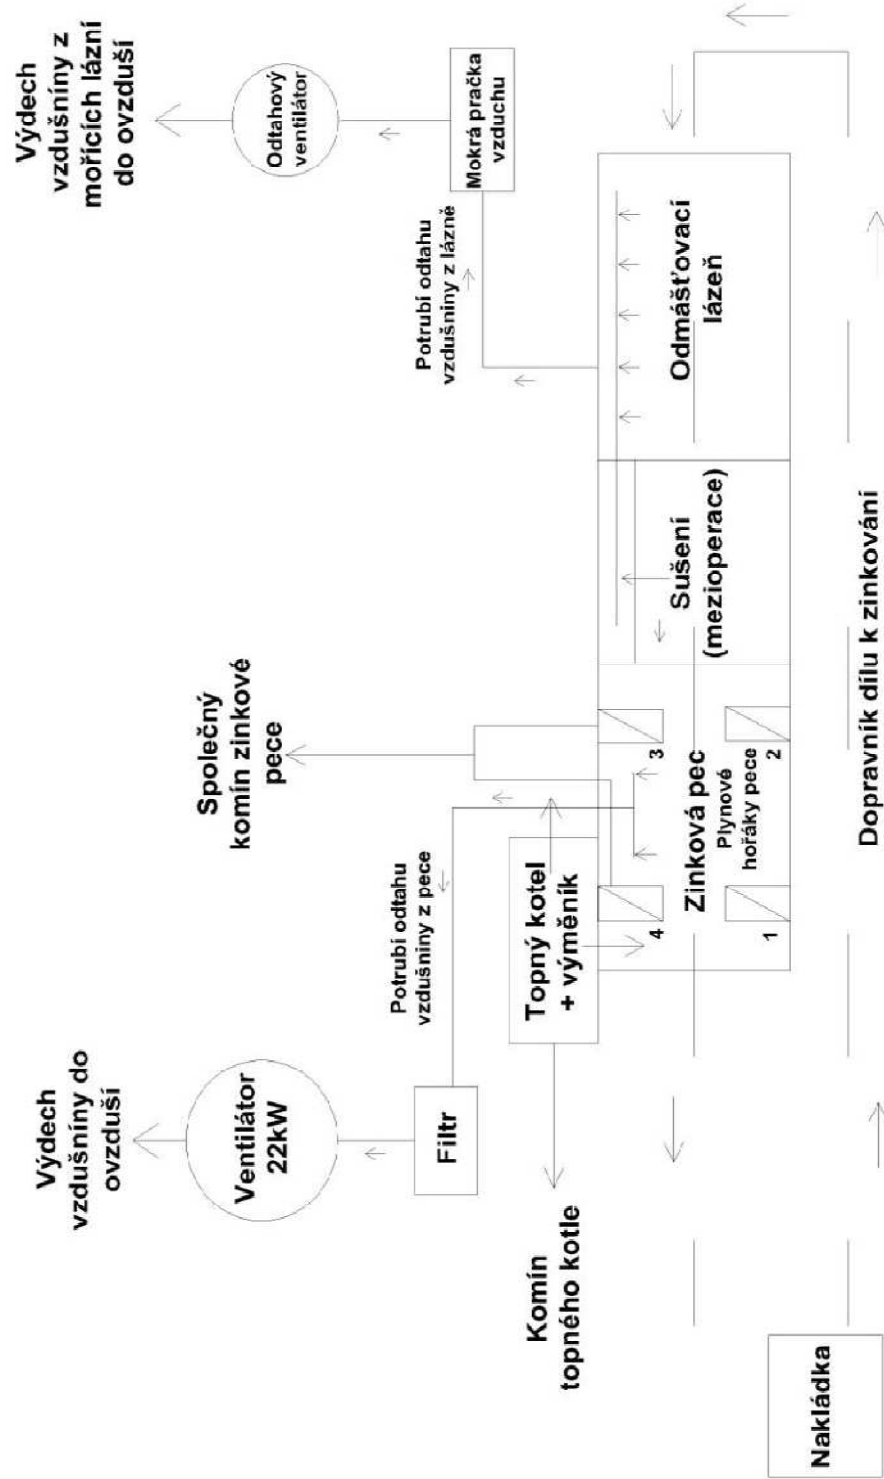 Výdech
vzdušníny do
ovzduší
Ventilátor
22kW
Filtr
Potrubí odtahu
vzdušniny z pece
Společný
komín zinkové
pece
Výdech
vzdušníny z
mořících lázní
do ovzduší
Odtahový
ventilátor
Mokrá pračka
vzduchu
Potrubí odtahu
vzdušniny z lázně
Komín
topného kotle
Topný kotel
+ výměník
4
3
Zinková pec
Plynové
hořáky pece
1
2
Sušení
(mezioperace)
Odmášťovací
lázeň
Nakládka
Dopravník dílu k zinkování